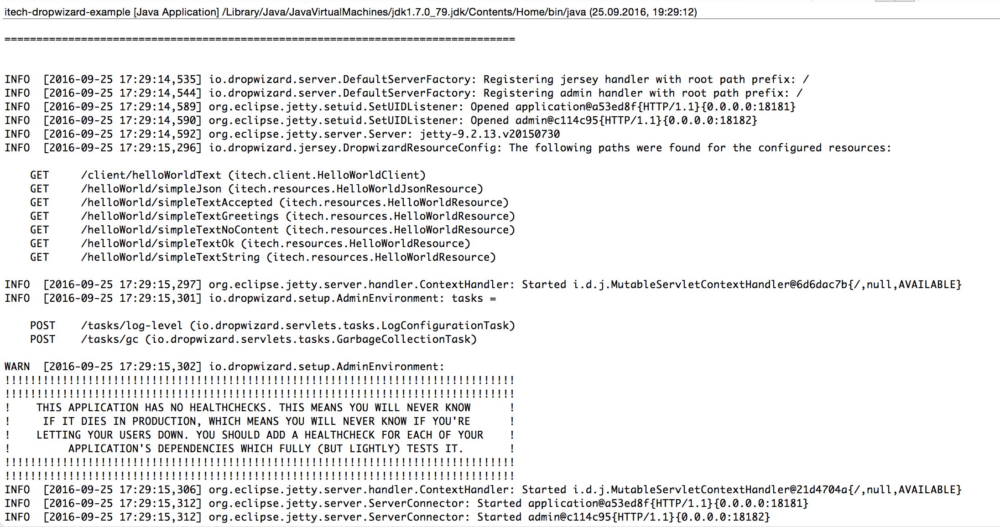 itech-dropwizard-example [Java Application] /Library/Java/JavaVirtualMachines/jdk1.7.0_79.jdk/Contents/Home/bin/java (25.09.2016, 19:29:12)
================================================================================
INFO  [2016-09-25 17:29:14,535] io.dropwizard.server.DefaultServerFactory: Registering jersey handler with root path prefix: /
INFO  [2016-09-25 17:29:14,544] io.dropwizard.server.DefaultServerFactory: Registering admin handler with root path prefix: /
INFO  [2016-09-25 17:29:14,589] org.eclipse.jetty.setuid.SetUIDListener: Opened application@a53ed8f{HTTP/1.1}{0.0.0.0:18181}
INFO  [2016-09-25 17:29:14,590] org.eclipse.jetty.setuid.SetUIDListener: Opened admin@c114c95{HTTP/1.1}{0.0.0.0:18182}
INFO  [2016-09-25 17:29:14,592] org.eclipse.jetty.server.Server: jetty-9.2.13.v20150730
INFO  [2016-09-25 17:29:15,296] io.dropwizard.jersey.DropwizardResourceConfig: The following paths were found for the configured resources:
    GET     /client/helloWorldText (itech.client.HelloWorldClient)
    GET     /helloWorld/simpleJson (itech.resources.HelloWorldJsonResource)
    GET     /helloWorld/simpleTextAccepted (itech.resources.HelloWorldResource)
    GET     /helloWorld/simpleTextGreetings (itech.resources.HelloWorldResource)
    GET     /helloWorld/simpleTextNoContent (itech.resources.HelloWorldResource)
    GET     /helloWorld/simpleTextOk (itech.resources.HelloWorldResource)
    GET     /helloWorld/simpleTextString (itech.resources.HelloWorldResource)
INFO  [2016-09-25 17:29:15,297] org.eclipse.jetty.server.handler.ContextHandler: Started i.d.j.MutableServletContextHandler@6d6dac7b{/,null,AVAILABLE}
INFO  [2016-09-25 17:29:15,301] io.dropwizard.setup.AdminEnvironment: tasks =
    POST    /tasks/log-level (io.dropwizard.servlets.tasks.LogConfigurationTask)
    POST    /tasks/gc (io.dropwizard.servlets.tasks.GarbageCollectionTask)
WARN  [2016-09-25 17:29:15,302] io.dropwizard.setup.AdminEnvironment:
!!!!!!!!!!!!!!!!!!!!!!!!!!!!!!!!!!!!!!!!!!!!!!!!!!!!!!!!!!!!!!!!!!!!!!!!!!!!!!!!
!!!!!!!!!!!!!!!!!!!!!!!!!!!!!!!!!!!!!!!!!!!!!!!!!!!!!!!!!!!!!!!!!!!!!!!!!!!!!!!!
!    THIS APPLICATION HAS NO HEALTHCHECKS. THIS MEANS YOU WILL NEVER KNOW      !
!     IF IT DIES IN PRODUCTION, WHICH MEANS YOU WILL NEVER KNOW IF YOU'RE      !
!    LETTING YOUR USERS DOWN. YOU SHOULD ADD A HEALTHCHECK FOR EACH OF YOUR    !
!         APPLICATION'S DEPENDENCIES WHICH FULLY (BUT LIGHTLY) TESTS IT.       !
!!!!!!!!!!!!!!!!!!!!!!!!!!!!!!!!!!!!!!!!!!!!!!!!!!!!!!!!!!!!!!!!!!!!!!!!!!!!!!!!
!!!!!!!!!!!!!!!!!!!!!!!!!!!!!!!!!!!!!!!!!!!!!!!!!!!!!!!!!!!!!!!!!!!!!!!!!!!!!!!!
INFO  [2016-09-25 17:29:15,306] org.eclipse.jetty.server.handler.ContextHandler: Started i.d.j.MutableServletContextHandler@21d4704a{/,null,AVAILABLE}
INFO  [2016-09-25 17:29:15,312] org.eclipse.jetty.server.ServerConnector: Started application@a53ed8f{HTTP/1.1}{0.0.0.0:18181}
INFO  [2016-09-25 17:29:15,312] org.eclipse.jetty.server.ServerConnector: Started admin@c114c95{HTTP/1.1}{0.0.0.0:18182}